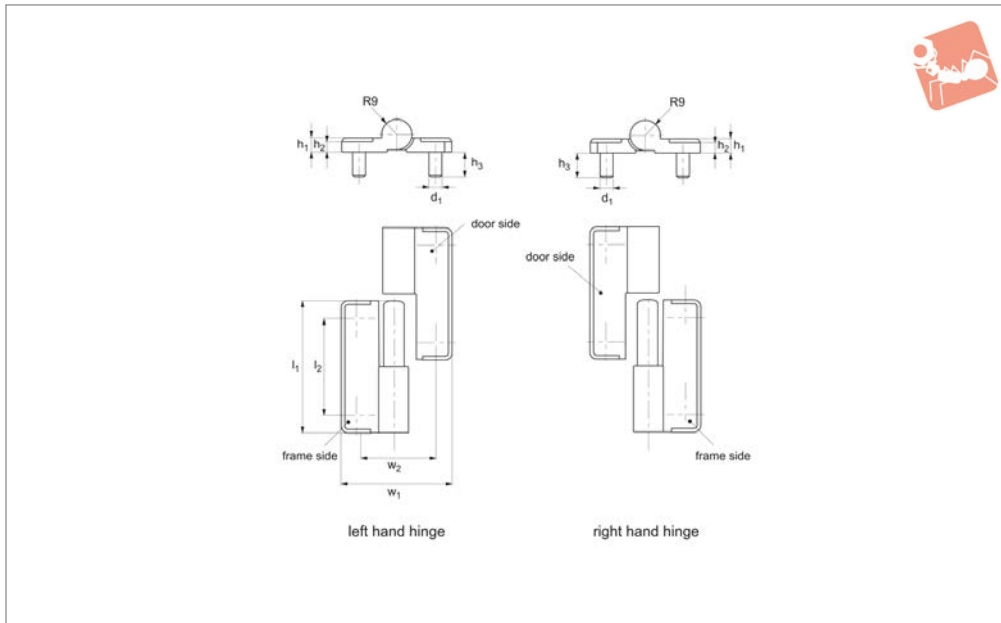 R9
h₁
h₂
h₃
d₁
R9
h₂
h₁
h₃
d₁
door side
door side
l₁
l₂
frame side
w₂
w₁
frame side
left hand hinge
right hand hinge